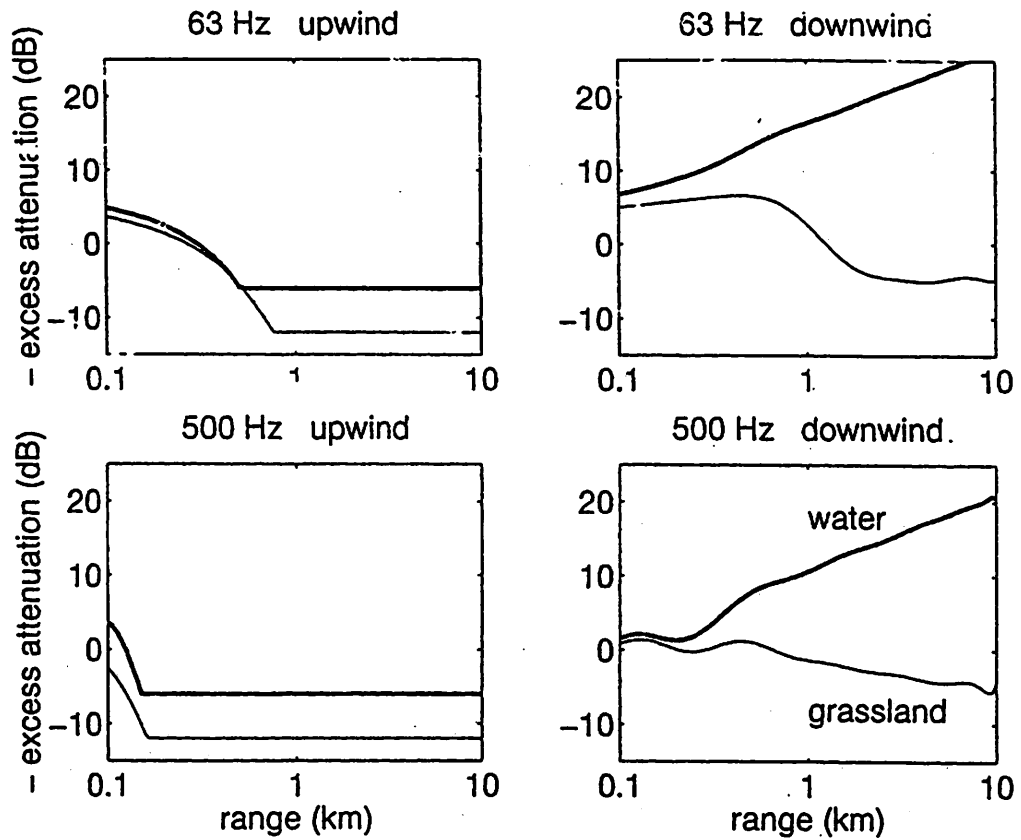 63 Hz upwind
63 Hz downwind
− excess attenuation (dB)
20
10
0
−10
0.1
1
10
20
10
0
−10
0.1
1
10
500 Hz upwind
500 Hz downwind.
− excess attenuation (dB)
20
10
0
−10
0.1
1
10
range (km)
20
10
0
−10
water
grassland
0.1
1
10
range (km)